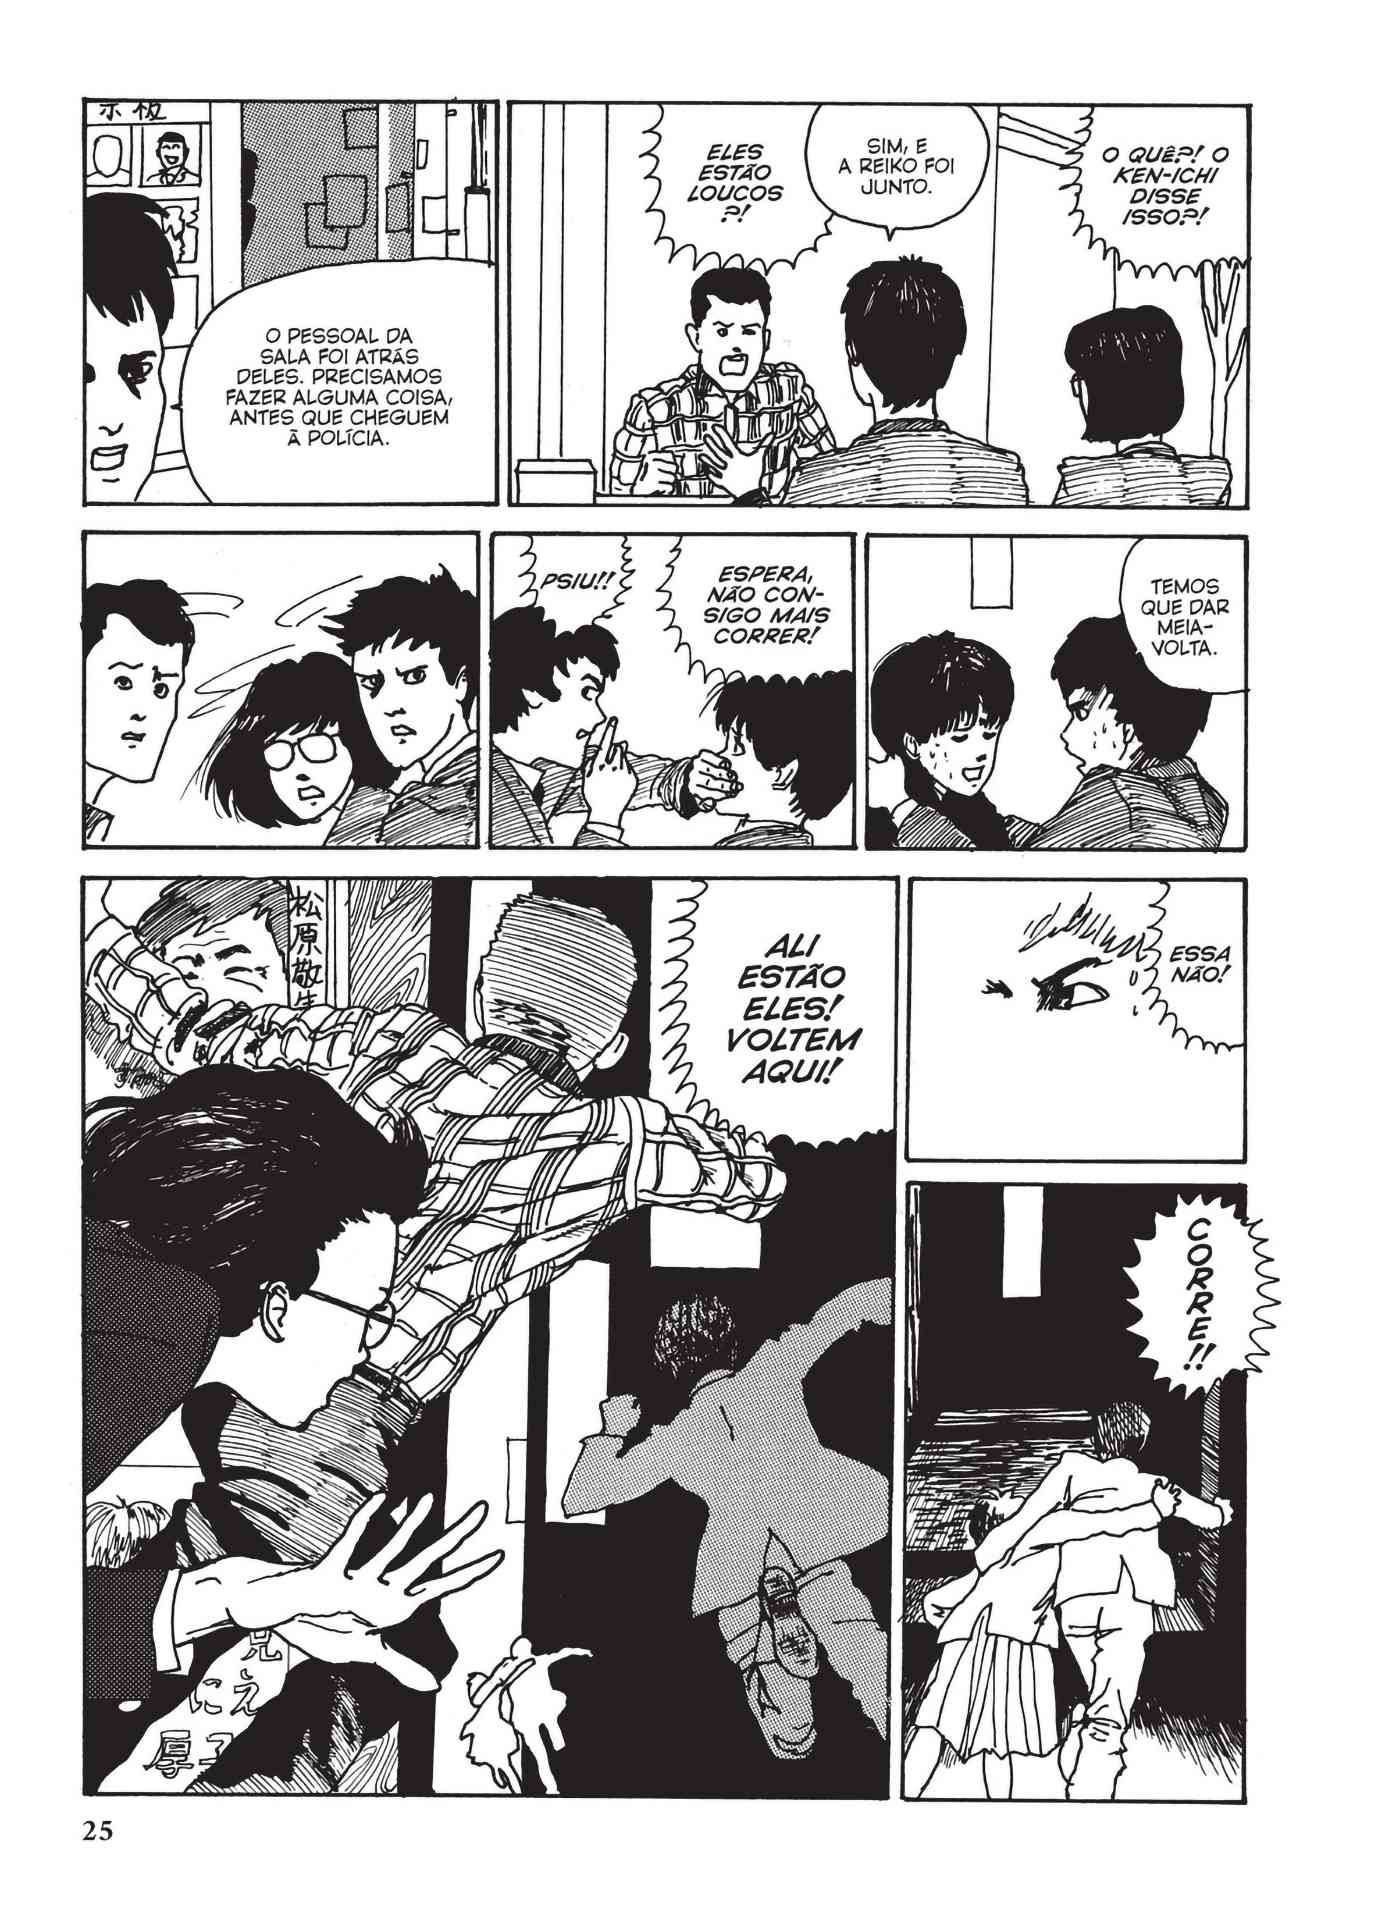 O QUÊ?! O
KEN-ICHI
DISSE
ISSO?!
SIM, E
A REIKO FOI
JUNTO.
ELES
ESTÃO
LOUCOS
?!
示板
O PESSOAL DA
SALA FOI ATRÁS
DELES. PRECISAMOS
FAZER ALGUMA COISA,
ANTES QUE CHEGUEM
À POLÍCIA.
TEMOS
QUE DAR
MEIA-
VOLTA.
ESPERA,
NÃO CON-
SIGO MAIS
CORRER!
PSIU!!
ESSA
NÃO!
CORRE!!
ALI
ESTÃO
ELES!
VOLTEM
AQUI!
松原敬生
25